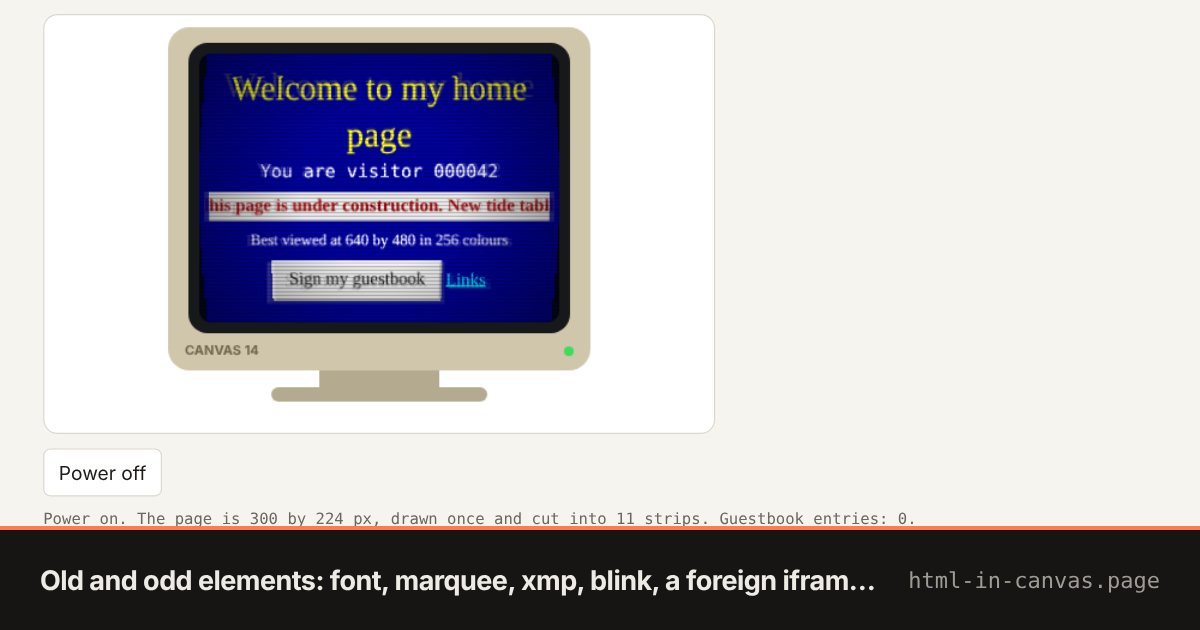 Welcome to my home
page
You are visitor 000042
his page is under construction. New tide tabl
Best viewed at 640 by 480 in 256 colours
Sign my guestbook Links
CANVAS 14
Power off
Power on. The page is 300 by 224 px, drawn once and cut into 11 strips. Guestbook entries: 0.
Old and odd elements: font, marquee, xmp, blink, a foreign ifram… html-in-canvas.page